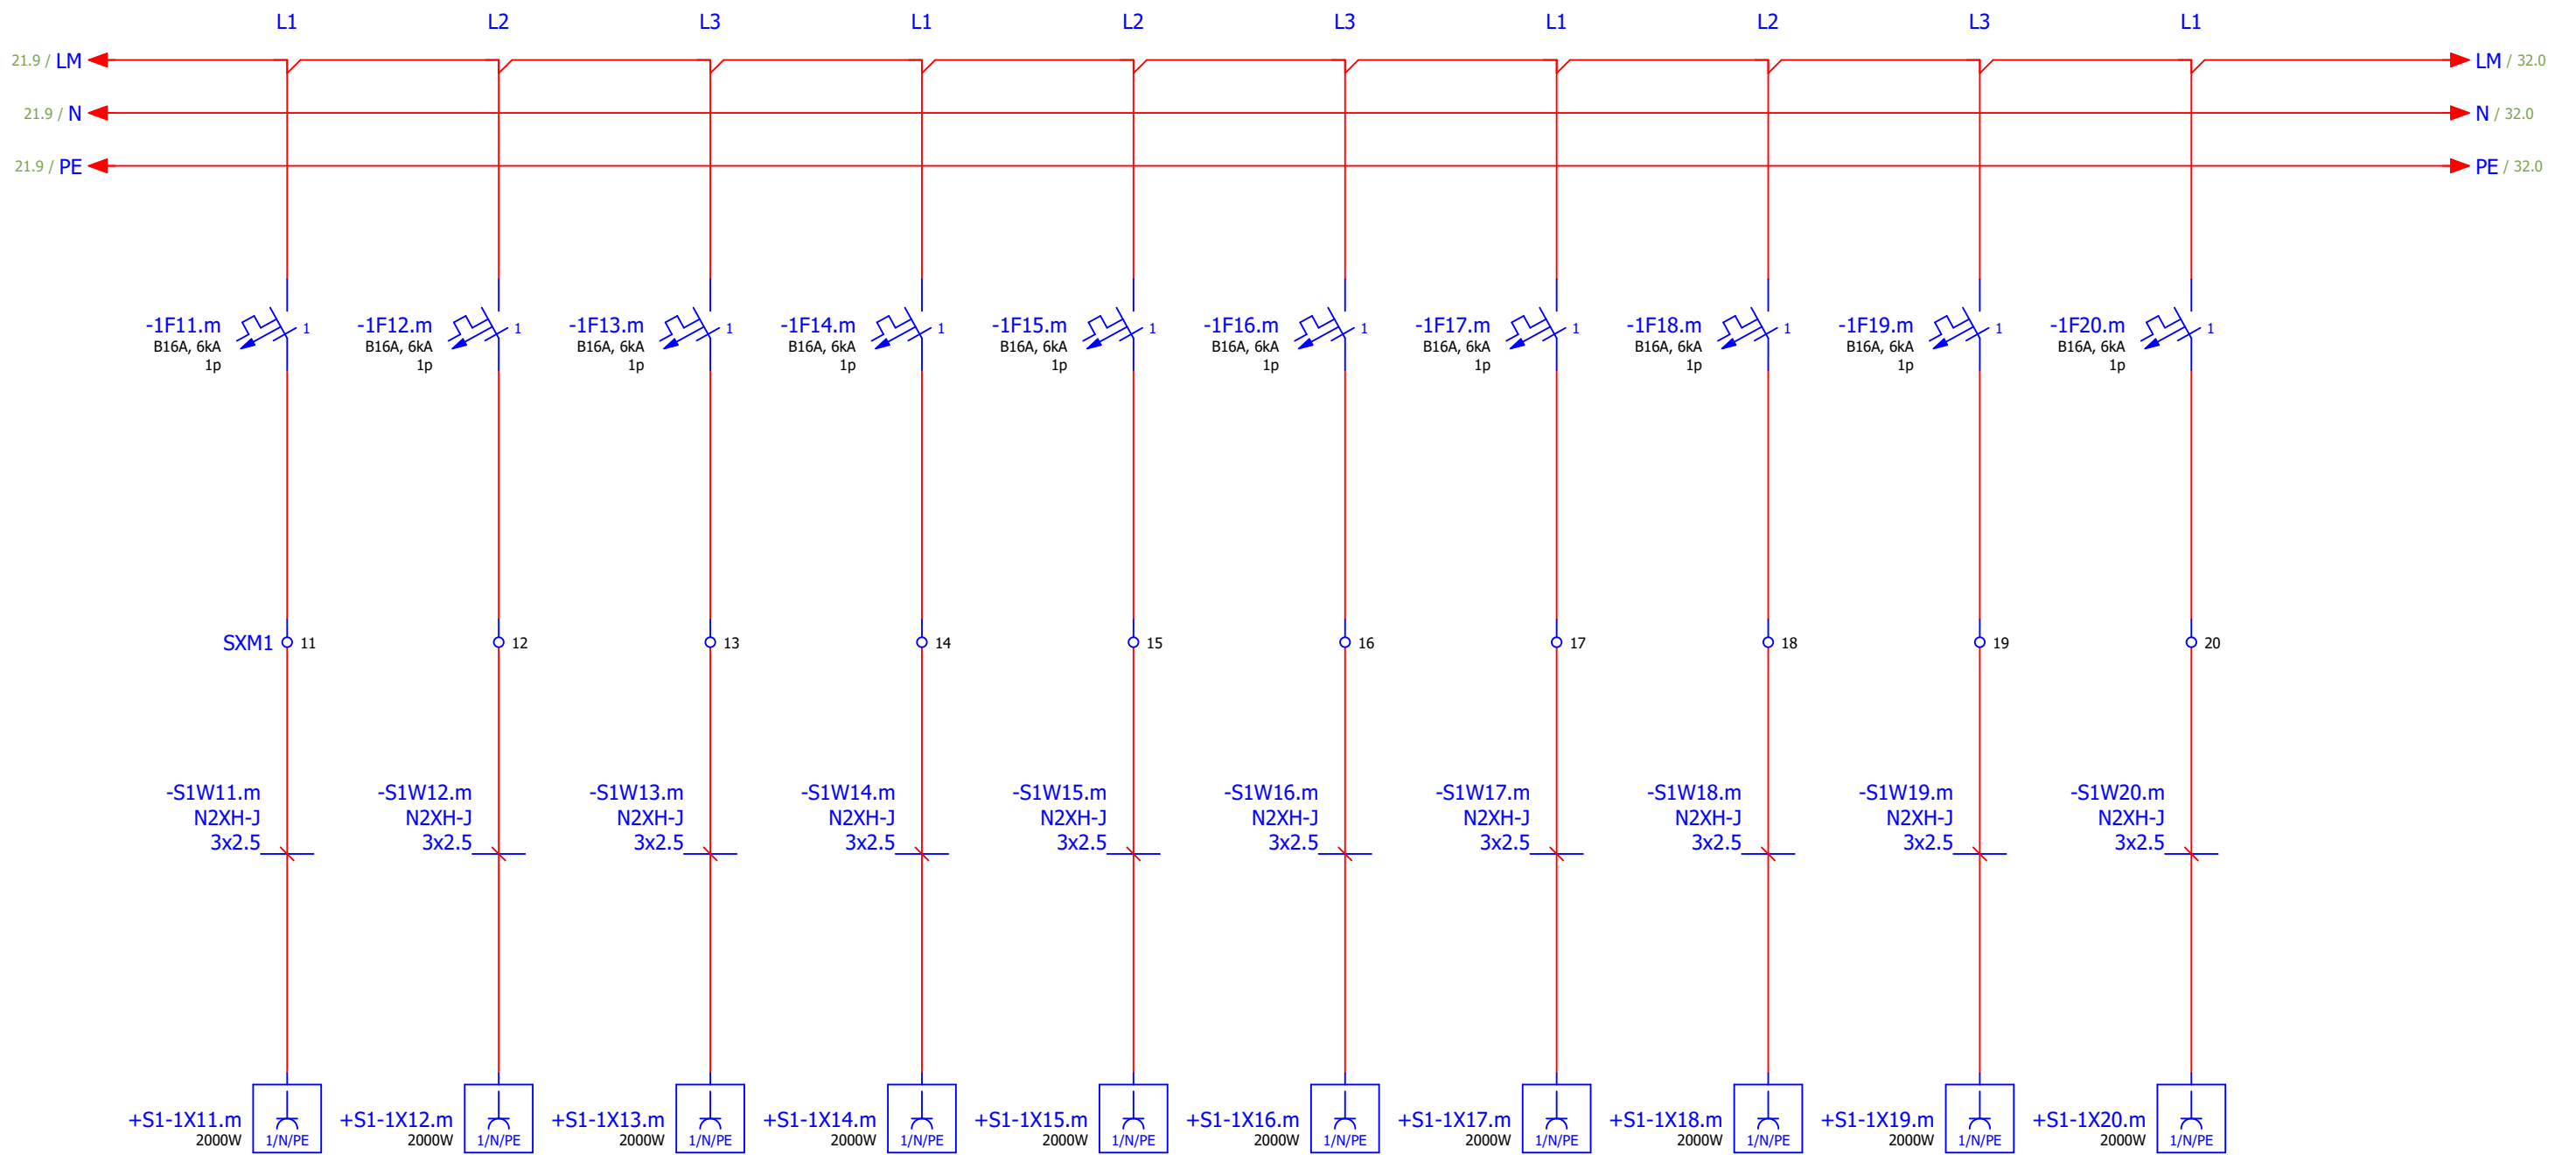 L1 L2 L3 L1 L2 L3 L1 L2 L3 L1
21.9 / LM LM / 32.0
21.9 / N N / 32.0
21.9 / PE PE / 32.0
-1F11.m 1 -1F12.m 1 -1F13.m 1 -1F14.m 1 -1F15.m 1 -1F16.m 1 -1F17.m 1 -1F18.m 1 -1F19.m 1 -1F20.m 1
B16A, 6kA B16A, 6kA B16A, 6kA B16A, 6kA B16A, 6kA B16A, 6kA B16A, 6kA B16A, 6kA B16A, 6kA B16A, 6kA
1p 1p 1p 1p 1p 1p 1p 1p 1p 1p
SXM1 11 12 13 14 15 16 17 18 19 20
-S1W11.m -S1W12.m -S1W13.m -S1W14.m -S1W15.m -S1W16.m -S1W17.m -S1W18.m -S1W19.m -S1W20.m
N2XH-J N2XH-J N2XH-J N2XH-J N2XH-J N2XH-J N2XH-J N2XH-J N2XH-J N2XH-J
3x2.5 3x2.5 3x2.5 3x2.5 3x2.5 3x2.5 3x2.5 3x2.5 3x2.5 3x2.5
+S1-1X11.m +S1-1X12.m +S1-1X13.m +S1-1X14.m +S1-1X15.m +S1-1X16.m +S1-1X17.m +S1-1X18.m +S1-1X19.m +S1-1X20.m
2000W 1/N/PE 2000W 1/N/PE 2000W 1/N/PE 2000W 1/N/PE 2000W 1/N/PE 2000W 1/N/PE 2000W 1/N/PE 2000W 1/N/PE 2000W 1/N/PE 2000W 1/N/PE